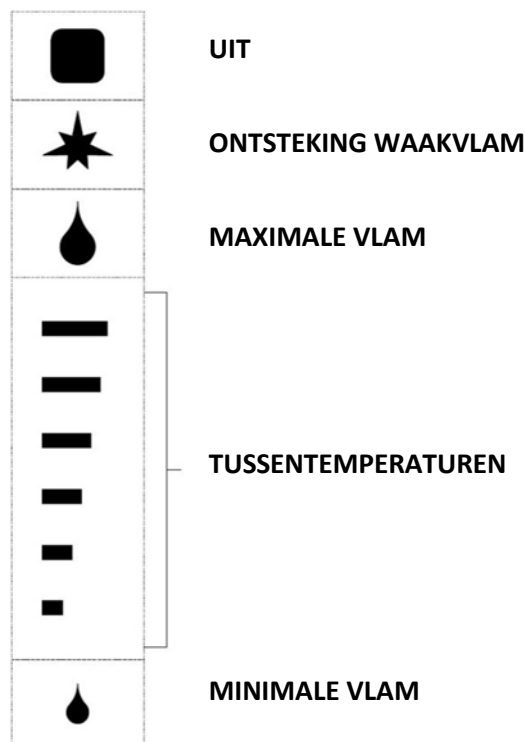 UIT
ONTSTEKING WAAKVLAM
MAXIMALE VLAM
TUSSENTEMPERATUREN
MINIMALE VLAM